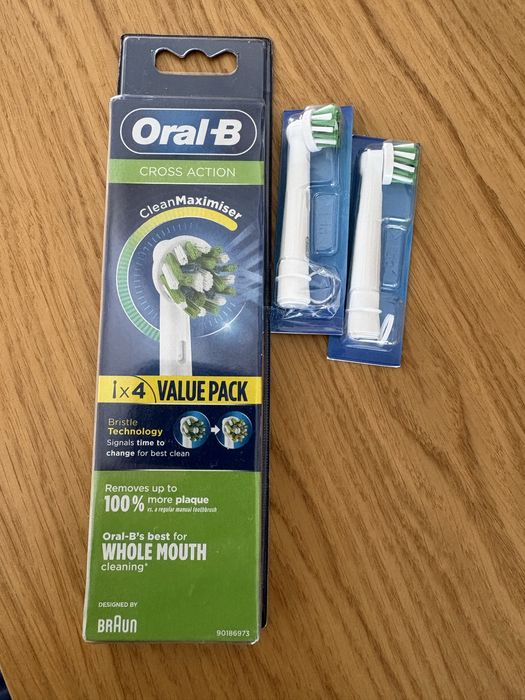 Oral-B
CROSS ACTION
CleanMaximiser
1x4 VALUE PACK
Bristle
Technology
Signals time to
change for best clean
Removes up to
100% more plaque
vs. a regular manual toothbrush
Oral-B's best for
WHOLE MOUTH
cleaning*
DESIGNED BY
BRAUN
90186973